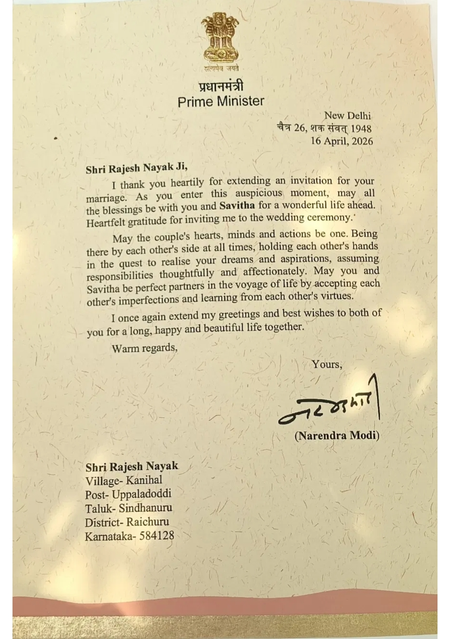 सत्यमेव जयते
प्रधानमंत्री
Prime Minister
New Delhi
चैत्र 26, शक संवत् 1948
16 April, 2026
Shri Rajesh Nayak Ji,
I thank you heartily for extending an invitation for your
marriage. As you enter this auspicious moment, may all
the blessings be with you and Savitha for a wonderful life ahead.
Heartfelt gratitude for inviting me to the wedding ceremony.
May the couple's hearts, minds and actions be one. Being
there by each other's side at all times, holding each other's hands
in the quest to realise your dreams and aspirations, assuming
responsibilities thoughtfully and affectionately. May you and
Savitha be perfect partners in the voyage of life by accepting each
other's imperfections and learning from each other's virtues.
I once again extend my greetings and best wishes to both of
you for a long, happy and beautiful life together.
Warm regards,
Yours,
(Narendra Modi)
Shri Rajesh Nayak
Village- Kanihal
Post- Uppaladoddi
Taluk- Sindhanuru
District- Raichuru
Karnataka- 584128